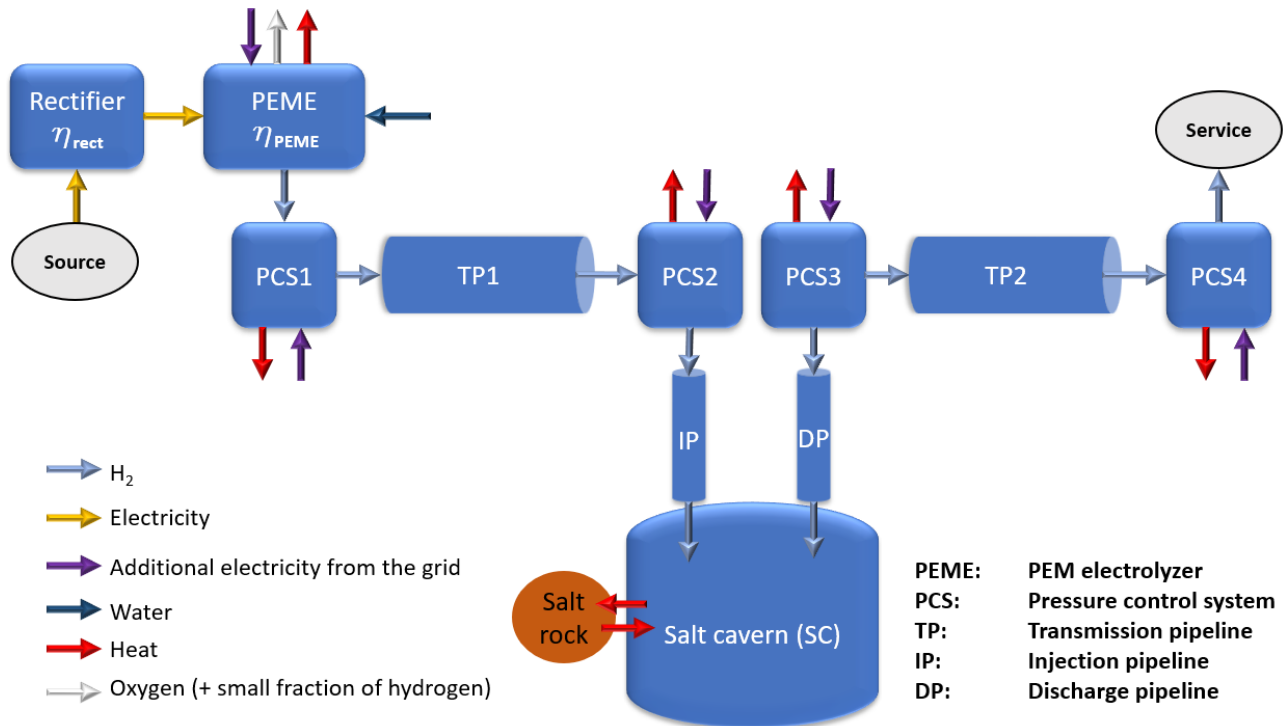 Rectifier
η rect
PEME
η PEME
Source
Service
PCS1
TP1
PCS2
PCS3
TP2
PCS4
IP
DP
H2
Electricity
Additional electricity from the grid
Water
Heat
Oxygen (+ small fraction of hydrogen)
Salt
rock
Salt cavern (SC)
PEME: PEM electrolyzer
PCS: Pressure control system
TP: Transmission pipeline
IP: Injection pipeline
DP: Discharge pipeline